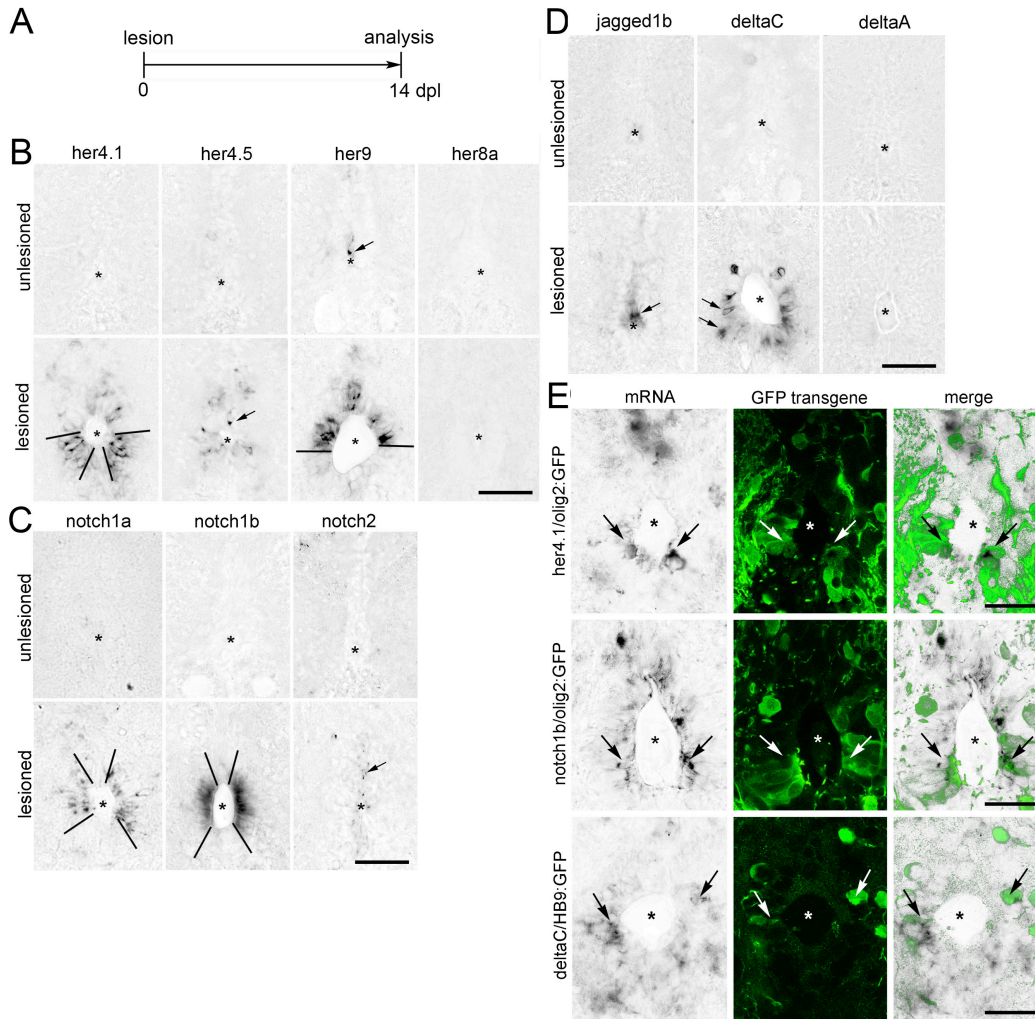 A
lesion analysis
0 14 dpl
B
her4.1 her4.5 her9 her8a
unlesioned
* * * *
lesioned
* * * *
C
notch1a notch1b notch2
unlesioned
* * *
lesioned
* * *
D
jagged1b deltaC deltaA
unlesioned
* * *
lesioned
* * *
E
mRNA GFP transgene merge
her4.1/olig2:GFP
* * *
notch1b/olig2:GFP
* * *
deltaC/HB9:GFP
* * *